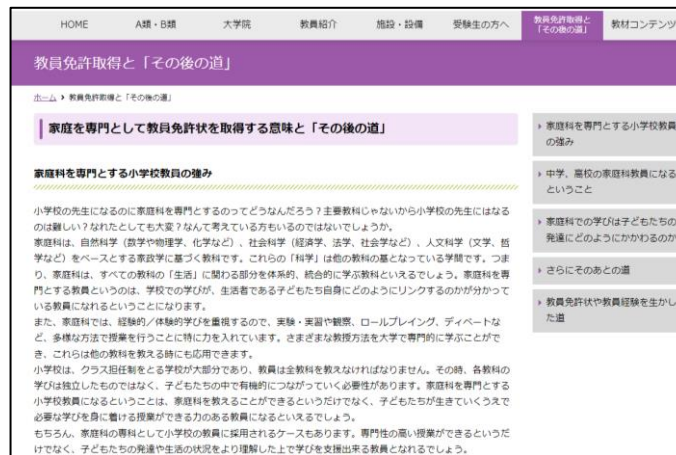 HOME A類・B類 大学院 教員紹介 施設・設備 受験生の方へ 教員免許取得と「その後の道」 教材コンテンツ
教員免許取得と「その後の道」
ホーム › 教員免許取得と「その後の道」
家庭を専門として教員免許状を取得する意味と「その後の道」
家庭科を専門とする小学校教員の強み
小学校の先生になるのに家庭科を専門とするのってどうなんだろう？主要教科じゃないから小学校の先生にはなる
のは難しい？なれたとしても大変？なんて考えている方もいるのではないでしょうか。
家庭科は、自然科学（数学や物理学、化学など）、社会科学（経済学、法学、社会学など）、人文科学（文学、哲
学など）をベースとする家政学に基づく教科です。これらの「科学」は他の教科の基となっている学問です。つま
り、家庭科は、すべての教科の「生活」に関わる部分を体系的、統合的に学ぶ教科といえるでしょう。家庭科を専
門とする教員というのは、学校での学びが、生活者である子どもたち自身にどのようにリンクするのかが分かって
いる教員になれるということになります。
また、家庭科では、経験的／体験的学びを重視するので、実験・実習や観察、ロールプレイング、ディベートな
ど、多様な方法で授業を行うことに特に力を入れています。さまざまな教授方法を大学で専門的に学ぶことがで
き、これらは他の教科を教える時にも応用できます。
小学校は、クラス担任制をとる学校が大部分であり、教員は全教科を教えなければなりません。その時、各教科の
学びは独立したものではなく、子どもたちの中で有機的につながっていく必要性があります。家庭科を専門とする
小学校教員になるということは、家庭科を教えることができるというだけでなく、子どもたちが生きていくうえで
必要な学びを身に着ける授業ができる力のある教員になるといえるでしょう。
もちろん、家庭科の専科として小学校の教員に採用されるケースもあります。専門性の高い授業ができるというだ
けでなく、子どもたちの発達や生活の状況をより理解した上で学びを支援出来る教員となれるでしょう。
› 家庭科を専門とする小学校教員
の強み
› 中学、高校の家庭科教員になる
ということ
› 家庭科での学びは子どもたちの
発達にどのようにかかわるのか
› さらにそのあとの道
› 教員免許状や教員経験を生かし
た道